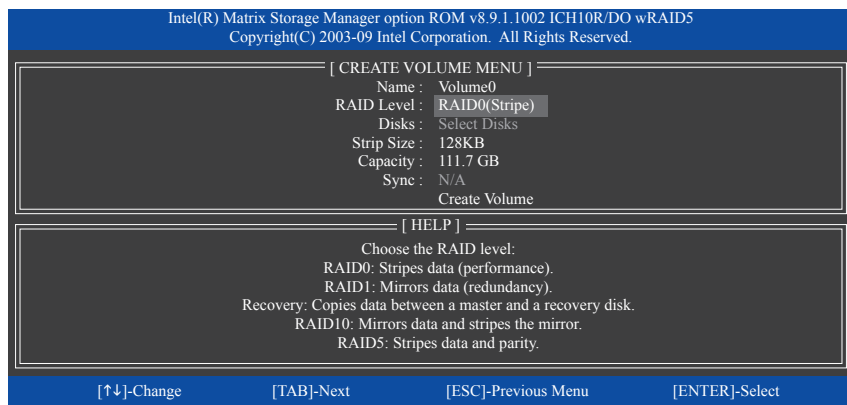 Intel(R) Matrix Storage Manager option ROM v8.9.1.1002 ICH10R/DO wRAID5
Copyright(C) 2003-09 Intel Corporation. All Rights Reserved.
[ CREATE VOLUME MENU ]
Name : Volume0
RAID Level : RAID0(Stripe)
Disks : Select Disks
Strip Size : 128KB
Capacity : 111.7 GB
Sync : N/A
Create Volume
[ HELP ]
Choose the RAID level:
RAID0: Stripes data (performance).
RAID1: Mirrors data (redundancy).
Recovery: Copies data between a master and a recovery disk.
RAID10: Mirrors data and stripes the mirror.
RAID5: Stripes data and parity.
[↑↓]-Change [TAB]-Next [ESC]-Previous Menu [ENTER]-Select